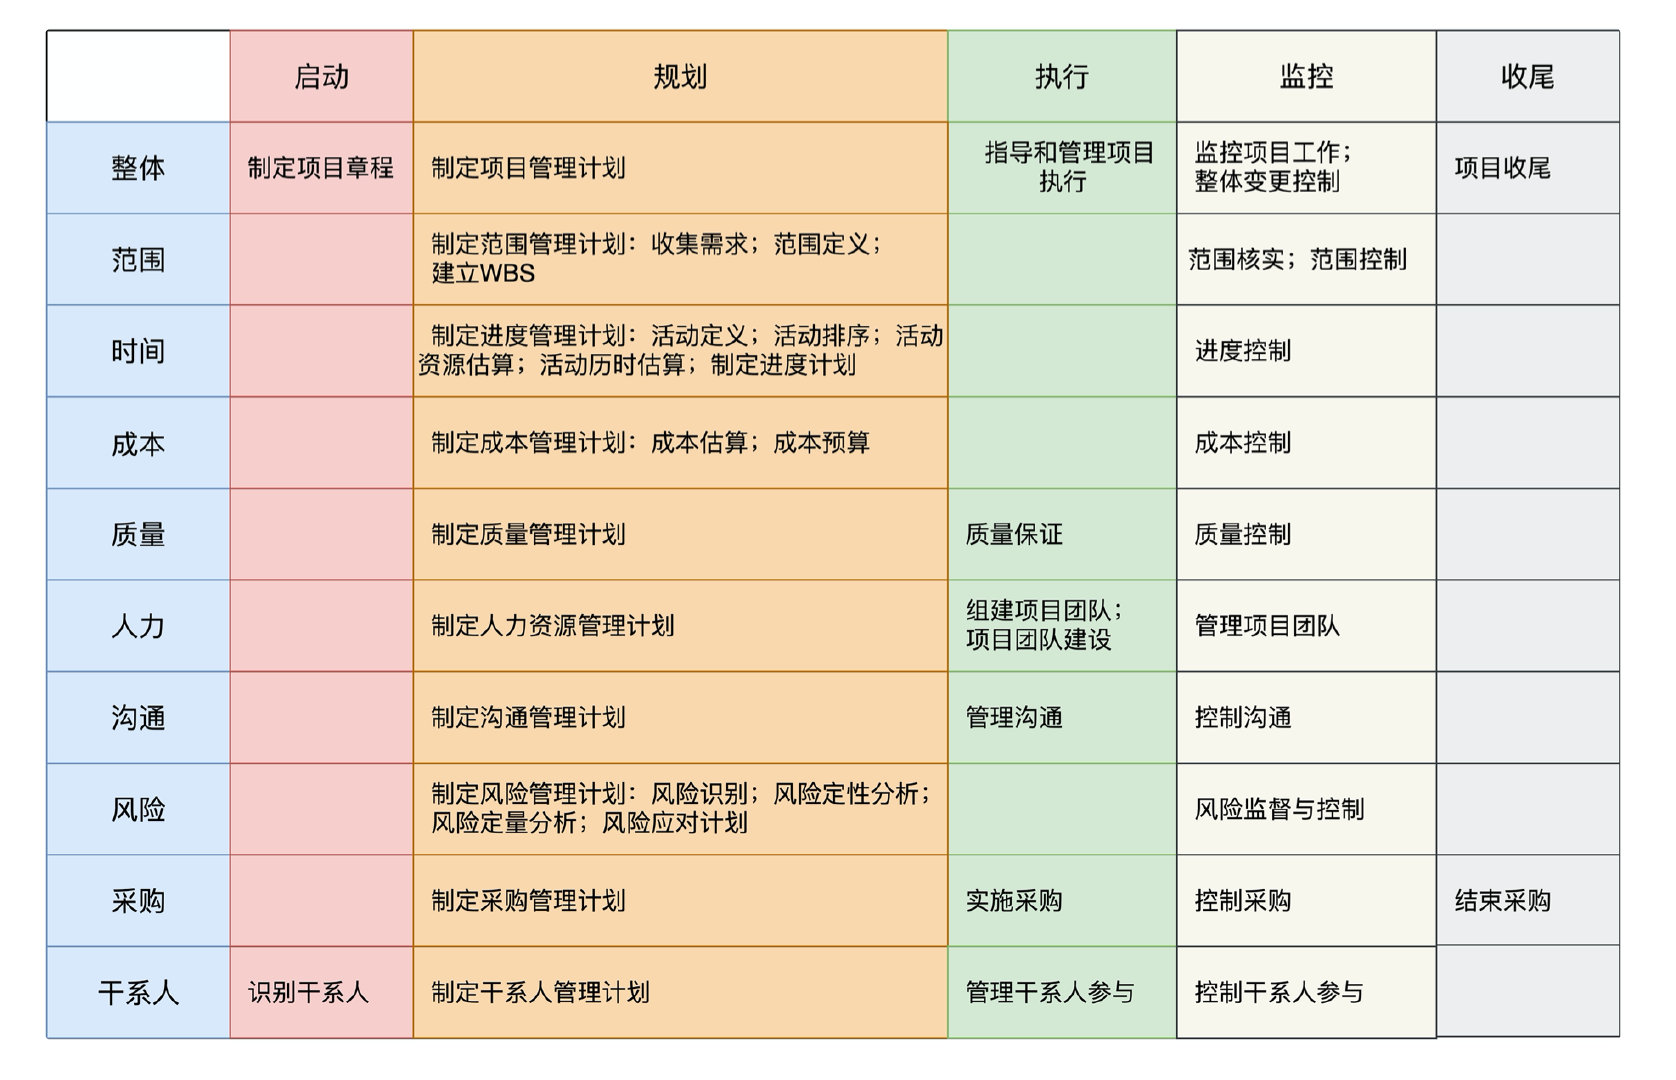 启动
规划
执行
监控
收尾
整体
制定项目章程
制定项目管理计划
指导和管理项目
执行
监控项目工作；
整体变更控制
项目收尾
范围
制定范围管理计划：收集需求；范围定义；
建立WBS
范围核实；范围控制
时间
制定进度管理计划：活动定义；活动排序；活动
资源估算；活动历时估算；制定进度计划
进度控制
成本
制定成本管理计划：成本估算；成本预算
成本控制
质量
制定质量管理计划
质量保证
质量控制
人力
制定人力资源管理计划
组建项目团队；
项目团队建设
管理项目团队
沟通
制定沟通管理计划
管理沟通
控制沟通
风险
制定风险管理计划：风险识别；风险定性分析；
风险定量分析；风险应对计划
风险监督与控制
采购
制定采购管理计划
实施采购
控制采购
结束采购
干系人
识别干系人
制定干系人管理计划
管理干系人参与
控制干系人参与